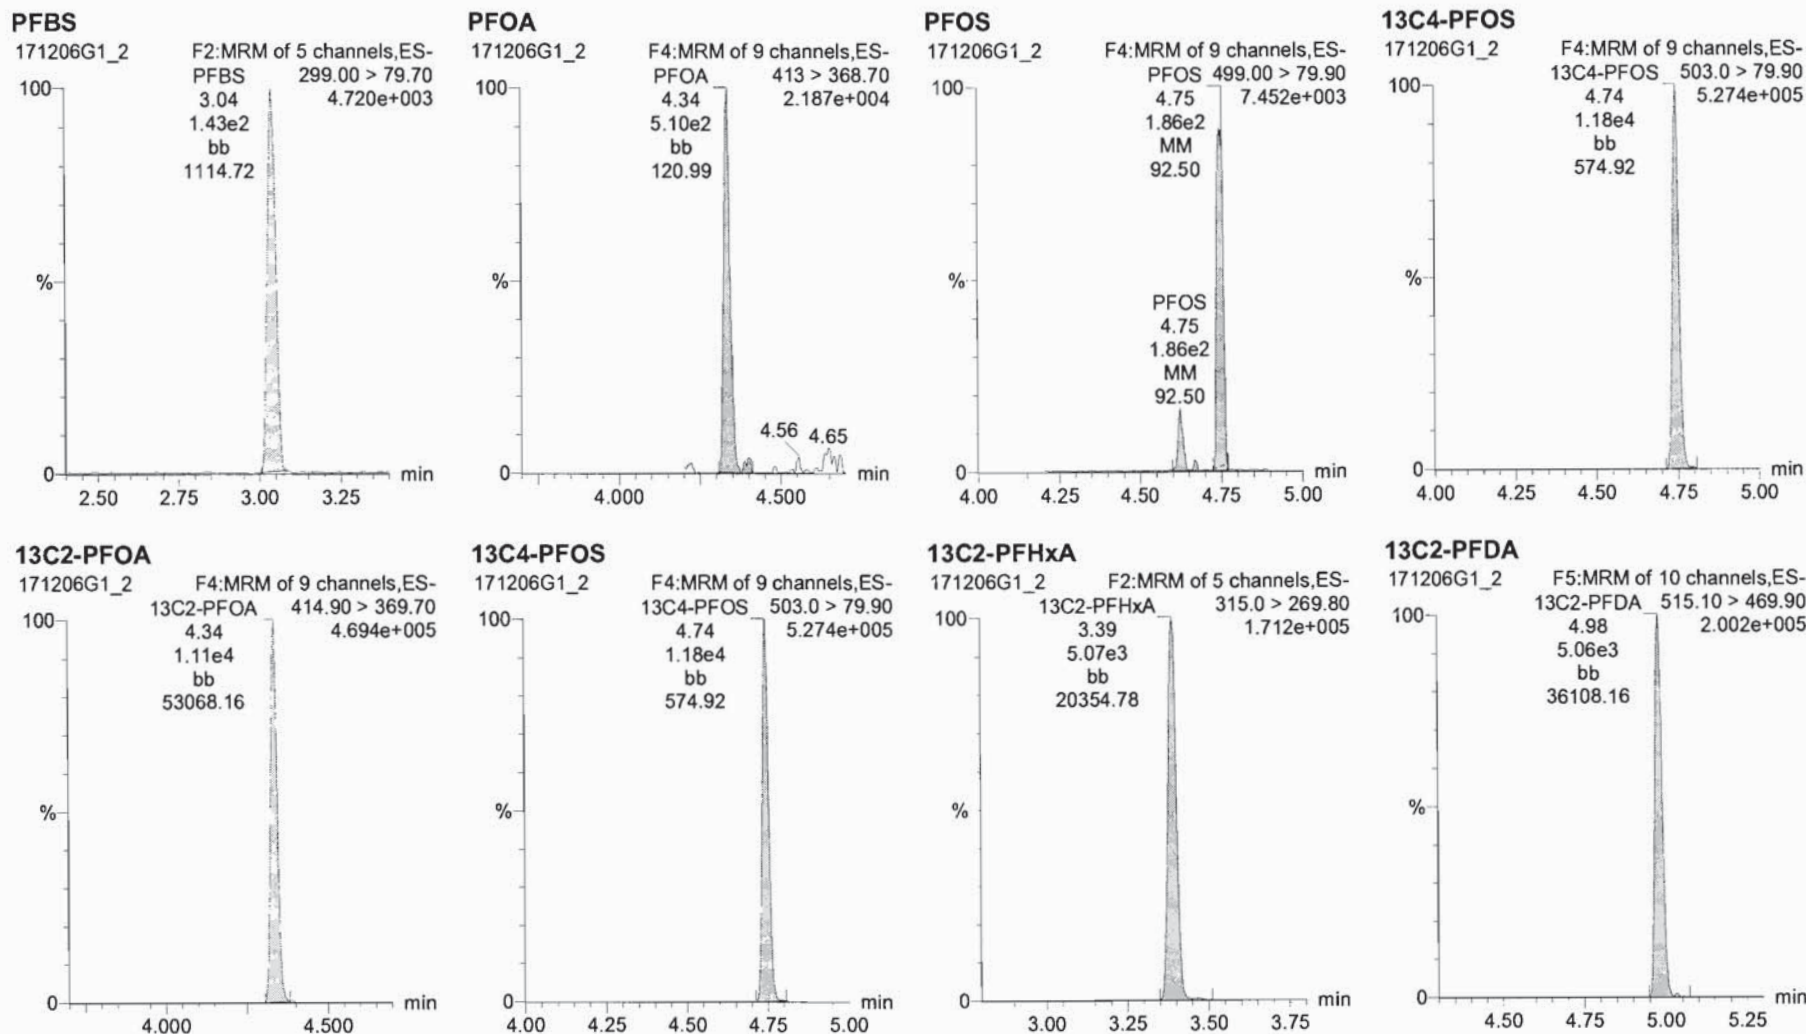 PFBS
171206G1_2 F2:MRM of 5 channels,ES-
PFBS 299.00 > 79.70
3.04 4.720e+003
1.43e2
bb
1114.72
100
%
0
min
2.50 2.75 3.00 3.25
PFOA
171206G1_2 F4:MRM of 9 channels,ES-
PFOA 413 > 368.70
4.34 2.187e+004
5.10e2
bb
120.99
100
%
4.56 4.65
0
min
4.000 4.500
PFOS
171206G1_2 F4:MRM of 9 channels,ES-
PFOS 499.00 > 79.90
4.75 7.452e+003
1.86e2
MM
92.50
100
%
PFOS
4.75
1.86e2
MM
92.50
0
min
4.00 4.25 4.50 4.75 5.00
13C4-PFOS
171206G1_2 F4:MRM of 9 channels,ES-
13C4-PFOS 503.0 > 79.90
4.74 5.274e+005
1.18e4
bb
574.92
100
%
0
min
4.00 4.25 4.50 4.75 5.00
13C2-PFOA
171206G1_2 F4:MRM of 9 channels,ES-
13C2-PFOA 414.90 > 369.70
4.34 4.694e+005
1.11e4
bb
53068.16
100
%
0
min
4.000 4.500
13C4-PFOS
171206G1_2 F4:MRM of 9 channels,ES-
13C4-PFOS 503.0 > 79.90
4.74 5.274e+005
1.18e4
bb
574.92
100
%
0
min
4.00 4.25 4.50 4.75 5.00
13C2-PFHxA
171206G1_2 F2:MRM of 5 channels,ES-
13C2-PFHxA 315.0 > 269.80
3.39 1.712e+005
5.07e3
bb
20354.78
100
%
0
min
3.00 3.25 3.50 3.75
13C2-PFDA
171206G1_2 F5:MRM of 10 channels,ES-
13C2-PFDA 515.10 > 469.90
4.98 2.002e+005
5.06e3
bb
36108.16
100
%
0
min
4.50 4.75 5.00 5.25